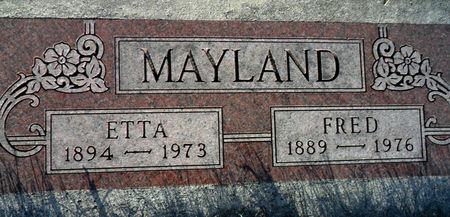 MAYLAND
ETTA
1894 — 1973
FRED
1889 — 1976